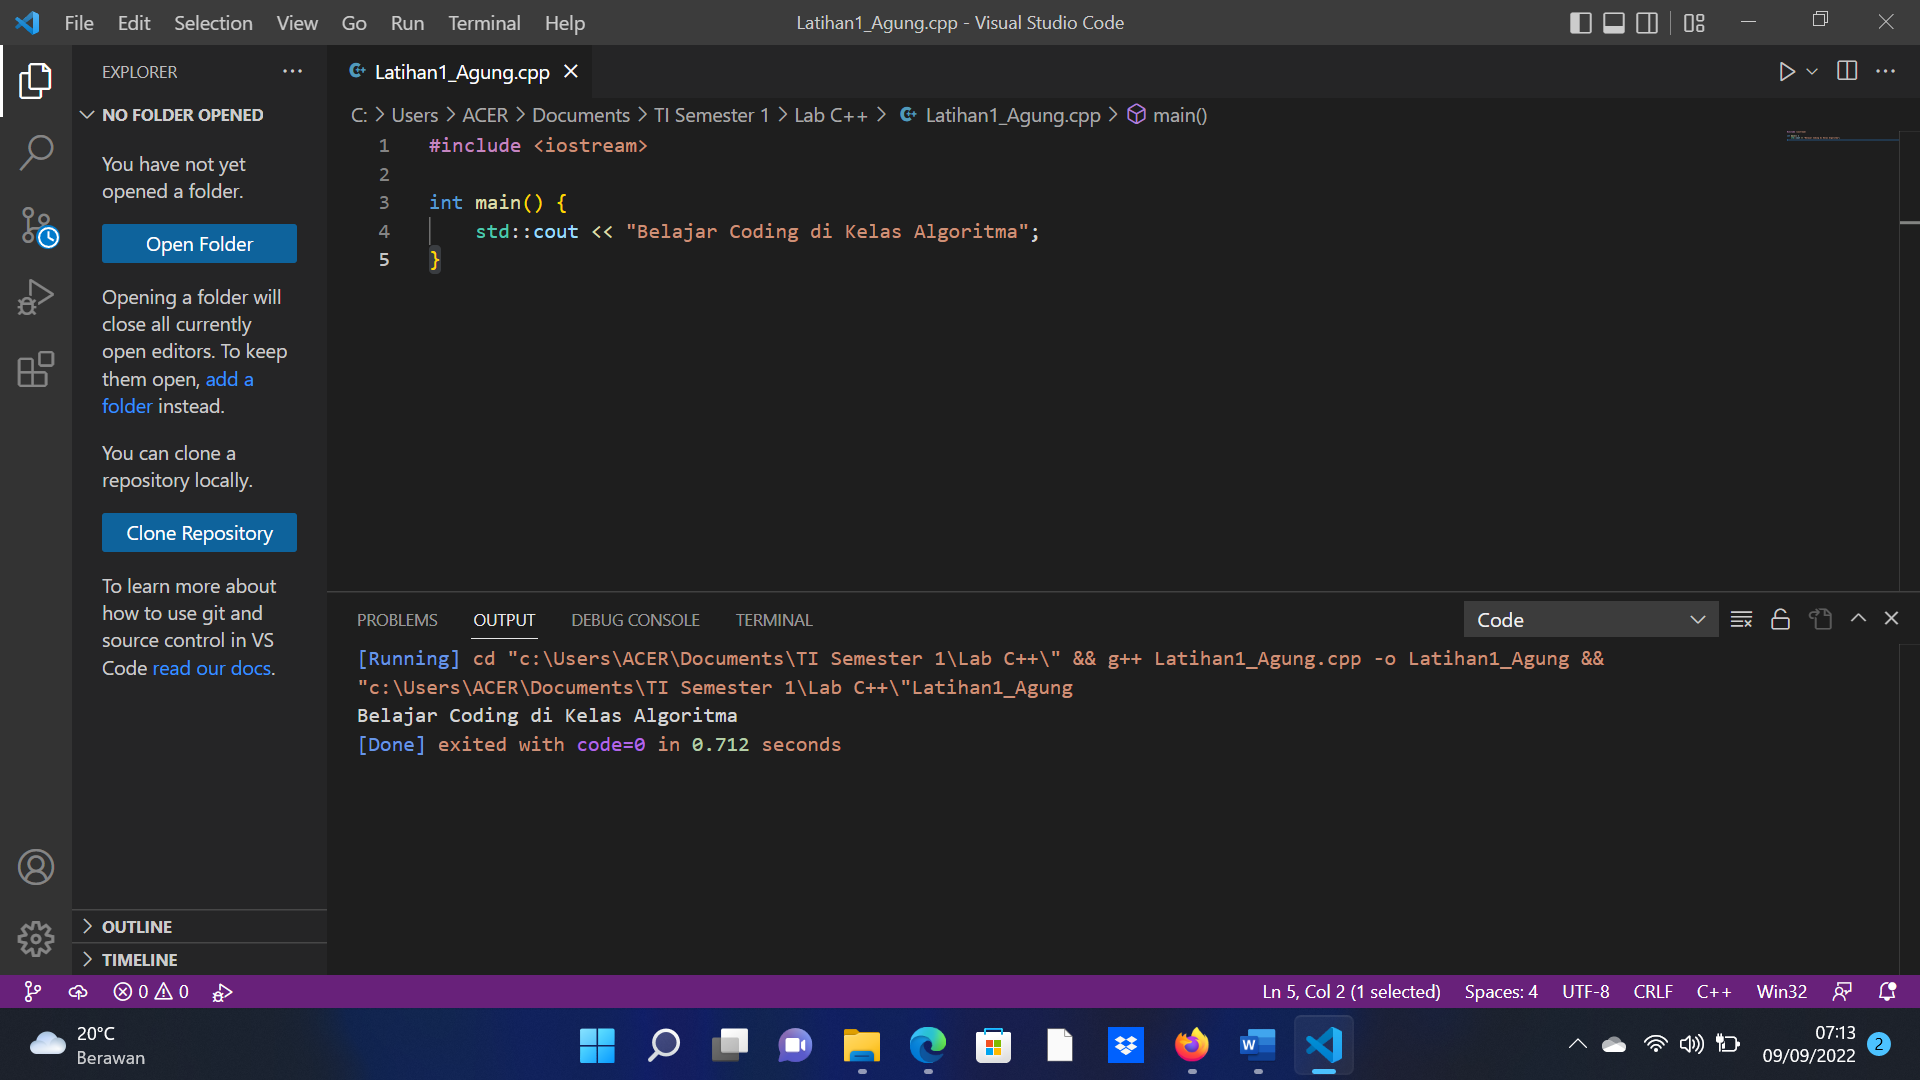 File Edit Selection View Go Run Terminal Help
Latihan1_Agung.cpp - Visual Studio Code
EXPLORER
NO FOLDER OPENED
You have not yet
opened a folder.
Open Folder
Opening a folder will
close all currently
open editors. To keep
them open, add a
folder instead.
You can clone a
repository locally.
Clone Repository
To learn more about
how to use git and
source control in VS
Code read our docs.
OUTLINE
TIMELINE
Latihan1_Agung.cpp
C: > Users > ACER > Documents > TI Semester 1 > Lab C++ > Latihan1_Agung.cpp > main()
1 #include <iostream>
2
3 int main() {
4     std::cout << "Belajar Coding di Kelas Algoritma";
5 }
PROBLEMS OUTPUT DEBUG CONSOLE TERMINAL
Code
[Running] cd "c:\Users\ACER\Documents\TI Semester 1\Lab C++\" && g++ Latihan1_Agung.cpp -o Latihan1_Agung &&
"c:\Users\ACER\Documents\TI Semester 1\Lab C++\"Latihan1_Agung
Belajar Coding di Kelas Algoritma
[Done] exited with code=0 in 0.712 seconds
0 0
Ln 5, Col 2 (1 selected) Spaces: 4 UTF-8 CRLF C++ Win32
20°C
Berawan
W
07:13
09/09/2022
2